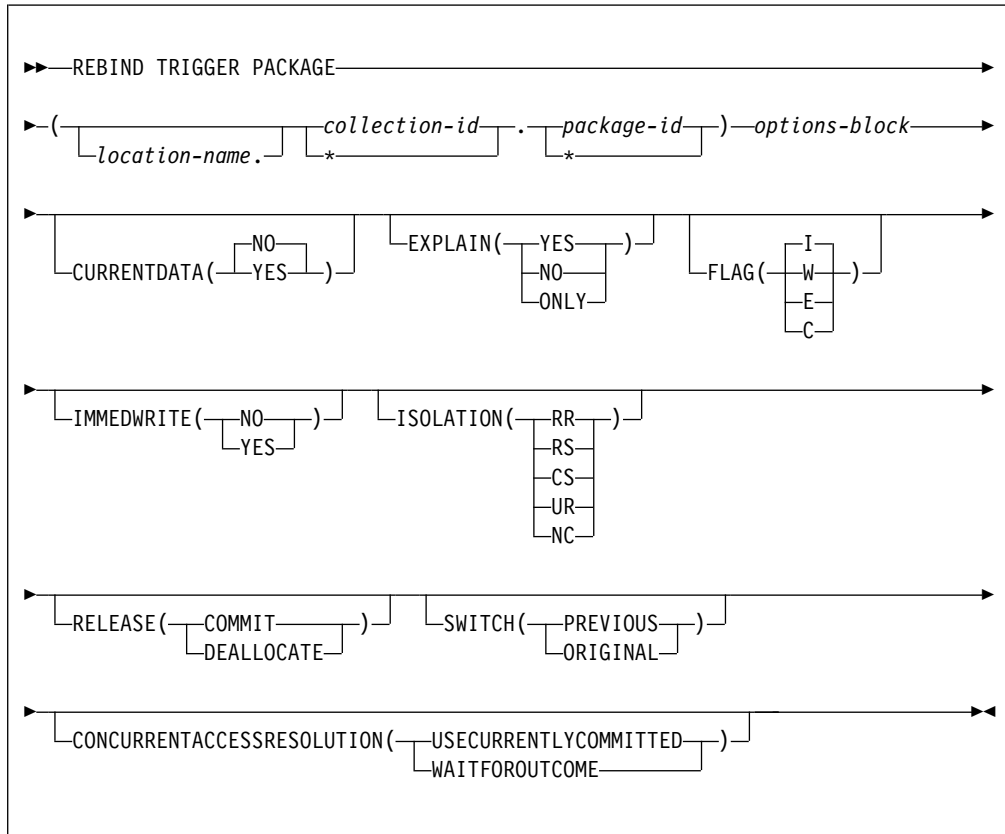 REBIND TRIGGER PACKAGE
( collection-id . package-id ) options-block
location-name. * *
NO
CURRENTDATA( YES )
EXPLAIN( YES )
NO
ONLY
I
FLAG( W )
E
C
IMMEDWRITE( NO )
YES
ISOLATION( RR )
RS
CS
UR
NC
RELEASE( COMMIT )
DEALLOCATE
SWITCH( PREVIOUS )
ORIGINAL
CONCURRENTACCESSRESOLUTION( USECURRENTLYCOMMITTED )
WAITFOROUTCOME